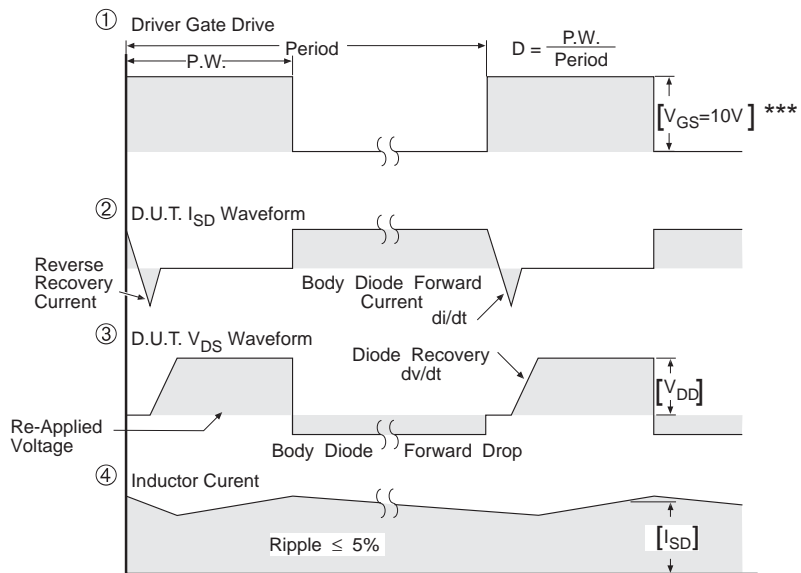 ① Driver Gate Drive
P.W.
Period
D = P.W.
Period
[VGS=10V] ***
② D.U.T. ISD Waveform
Reverse
Recovery
Current
Body Diode Forward
Current
di/dt
③ D.U.T. VDS Waveform
Diode Recovery
dv/dt
[VDD]
Re-Applied
Voltage
Body Diode Forward Drop
④ Inductor Curent
Ripple ≤ 5%
[ISD]